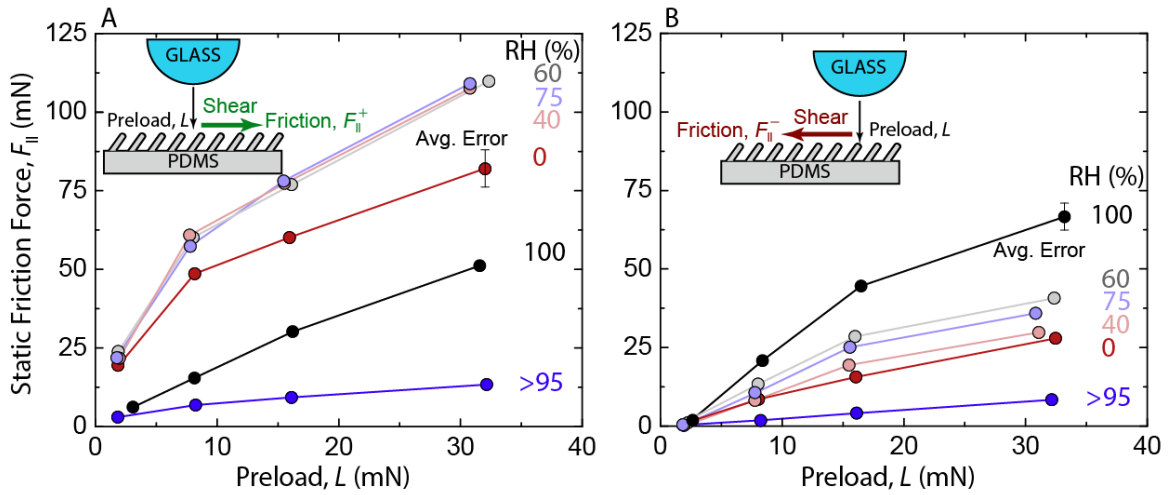 A
Static Friction Force, F|| (mN)
125
100
75
50
25
0
0
10
20
30
40
Preload, L (mN)
GLASS
Preload, L
Shear
Friction, F||+
PDMS
RH (%)
60
75
40
0
Avg. Error
100
>95
B
125
100
75
50
25
0
0
10
20
30
40
Preload, L (mN)
GLASS
Shear
Friction, F||−
Preload, L
PDMS
RH (%)
100
Avg. Error
60
75
40
0
>95